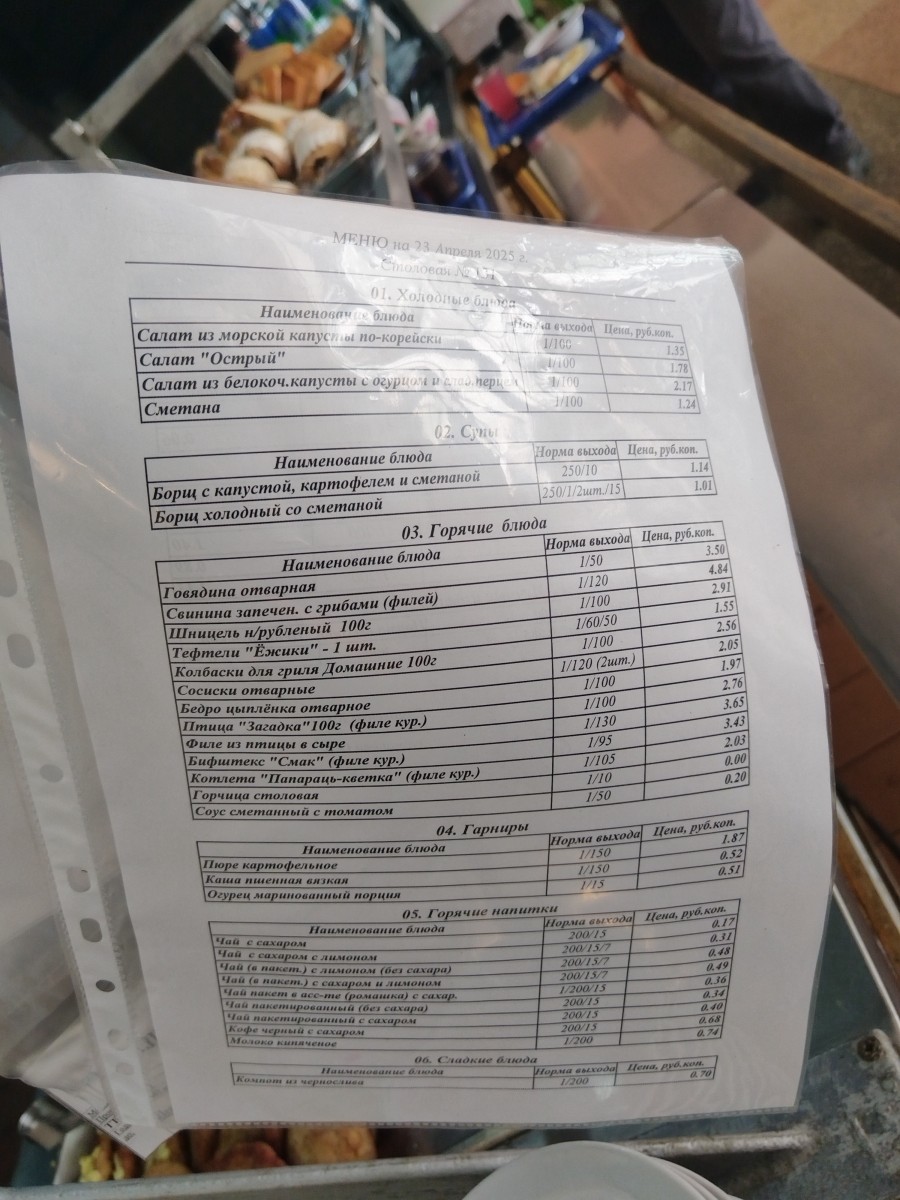 МЕНЮ на 23 Апреля 2025 г.
Столовая №
01. Холодные блюда
Наименование блюда Норма выхода Цена, руб.коп.
Салат из морской капусты по-корейски 1/100 1.35
Салат "Острый" 1/100 1.78
Салат из белокоч.капусты с огурцом и слад.перцем 1/100 2.17
Сметана 1/100 1.24
02. Супы
Наименование блюда Норма выхода Цена, руб.коп.
Борщ с капустой, картофелем и сметаной 250/10 1.14
Борщ холодный со сметаной 250/1/2шт./15 1.01
03. Горячие блюда
Наименование блюда Норма выхода Цена, руб.коп.
Говядина отварная 1/50 3.50
Свинина запечен. с грибами (филей) 1/120 4.84
Шницель н/рубленый 100г 1/100 2.91
Тефтели "Ёжики" - 1 шт. 1/60/50 1.55
Колбаски для гриля Домашние 100г 1/100 2.56
Сосиски отварные 1/120 (2шт.) 2.05
Бедро цыплёнка отварное 1/100 1.97
Птица "Загадка"100г (филе кур.) 1/100 2.76
Филе из птицы в сыре 1/130 3.65
Бифштекс "Смак" (филе кур.) 1/95 3.43
Котлета "Папараць-кветка" (филе кур.) 1/105 2.03
Горчица столовая 1/10 0.00
Соус сметанный с томатом 1/50 0.20
04. Гарниры
Наименование блюда Норма выхода Цена, руб.коп.
Пюре картофельное 1/150 1.87
Каша пшенная вязкая 1/150 0.52
Огурец маринованный порция 1/15 0.51
05. Горячие напитки
Наименование блюда Норма выхода Цена, руб.коп.
Чай с сахаром 200/15 0.17
Чай с сахаром с лимоном 200/15/7 0.31
Чай (в пакет.) с лимоном (без сахара) 200/15/7 0.48
Чай (в пакет.) с сахаром и лимоном 200/15/7 0.49
Чай пакет в асс-те (ромашка) с сахар. 1/200/15 0.36
Чай пакетированный (без сахара) 200/15 0.34
Чай пакетированный с сахаром 200/15 0.40
Кофе черный с сахаром 200/15 0.68
Молоко кипяченое 1/200 0.74
06. Сладкие блюда
Наименование блюда Норма выхода Цена, руб.коп.
Компот из чернослива 1/200 0.70